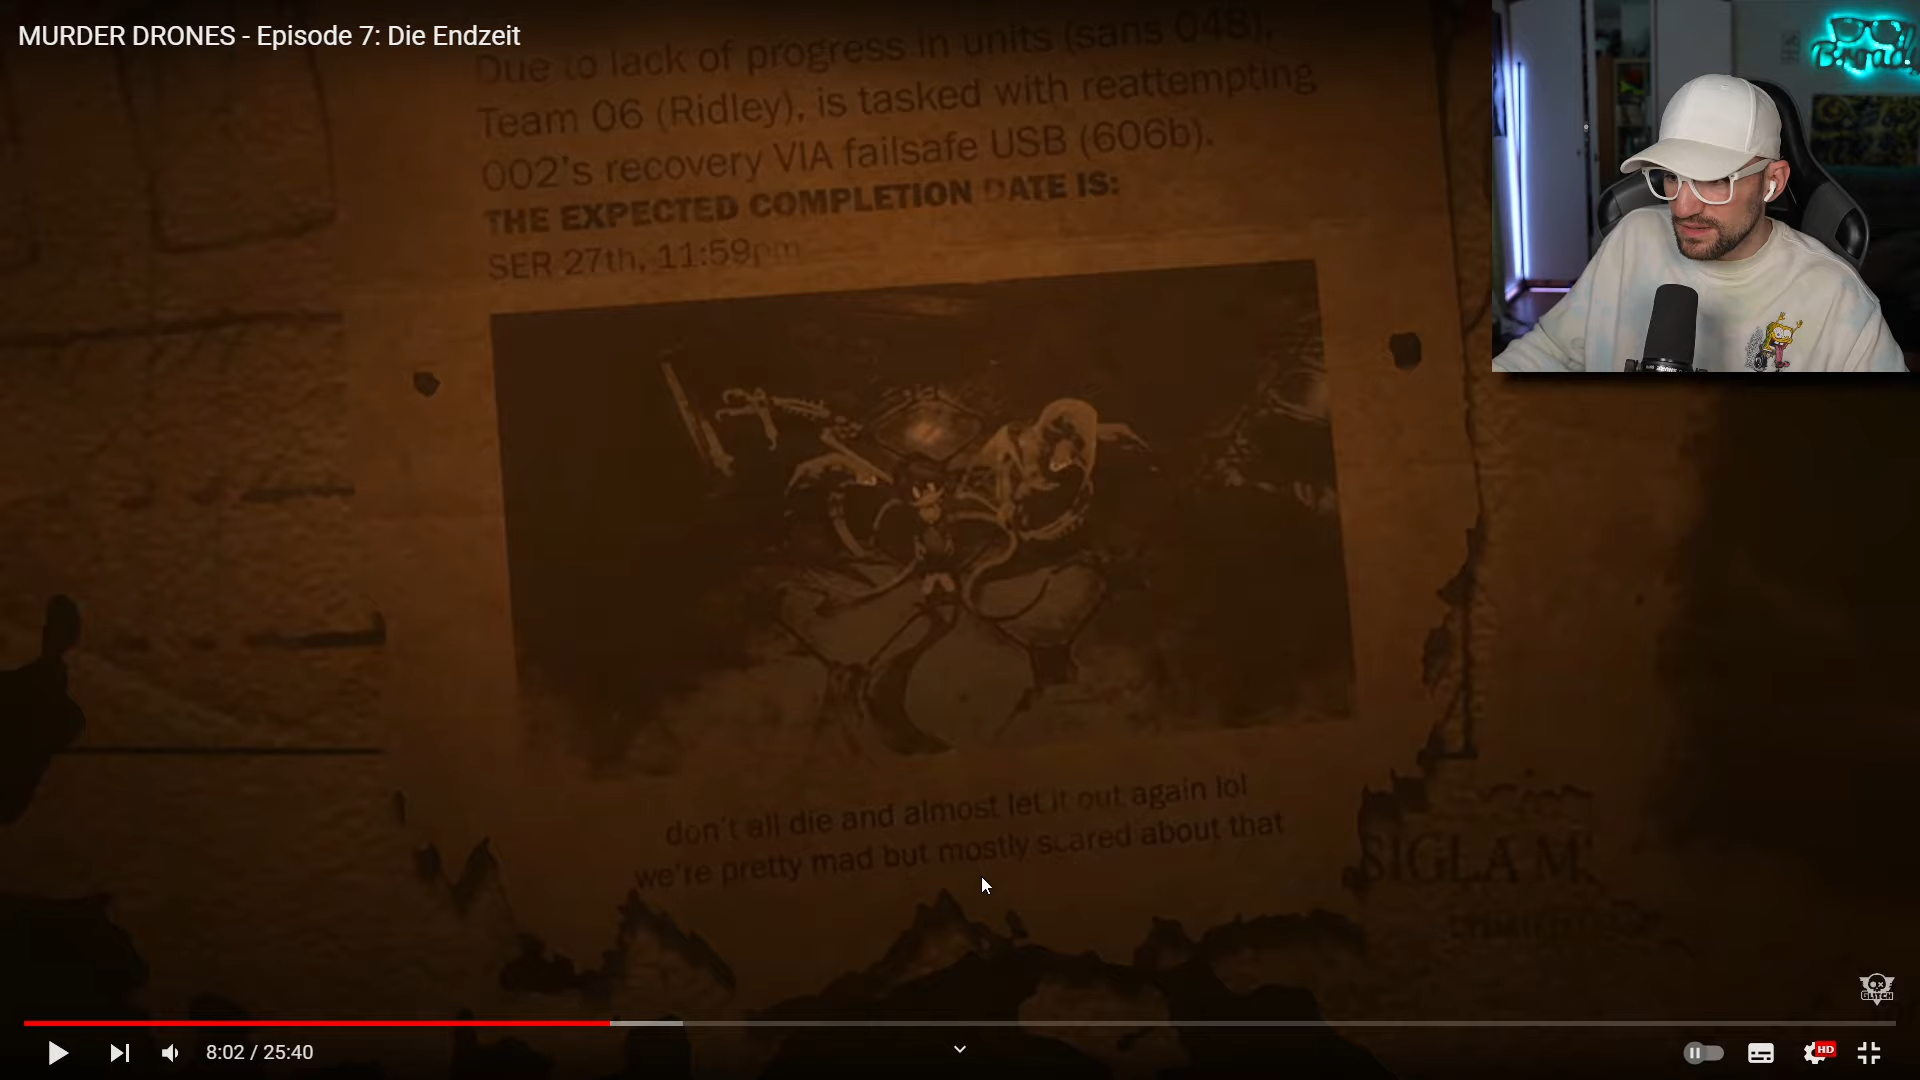 MURDER DRONES - Episode 7: Die Endzeit
Due to lack of progress in units (sans 048),
Team 06 (Ridley), is tasked with reattempting
002's recovery VIA failsafe USB (606b).
THE EXPECTED COMPLETION DATE IS:
SER 27th, 11:59pm
don't all die and almost let it out again lol
we're pretty mad but mostly scared about that
SIGLA M
GLITCH
8:02 / 25:40
HD